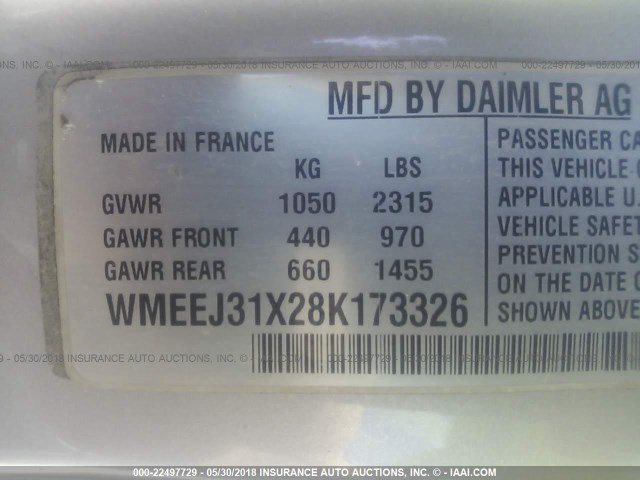 MFD BY DAIMLER AG
MADE IN FRANCE
KG LBS
GVWR 1050 2315
GAWR FRONT 440 970
GAWR REAR 660 1455
WMEEJ31X28K173326
PASSENGER CA
THIS VEHICLE
APPLICABLE U.
VEHICLE SAFET
PREVENTION S
ON THE DATE O
SHOWN ABOVE
000-22497729 - 05/30/2018 INSURANCE AUTO AUCTIONS, INC. - IAAI.COM